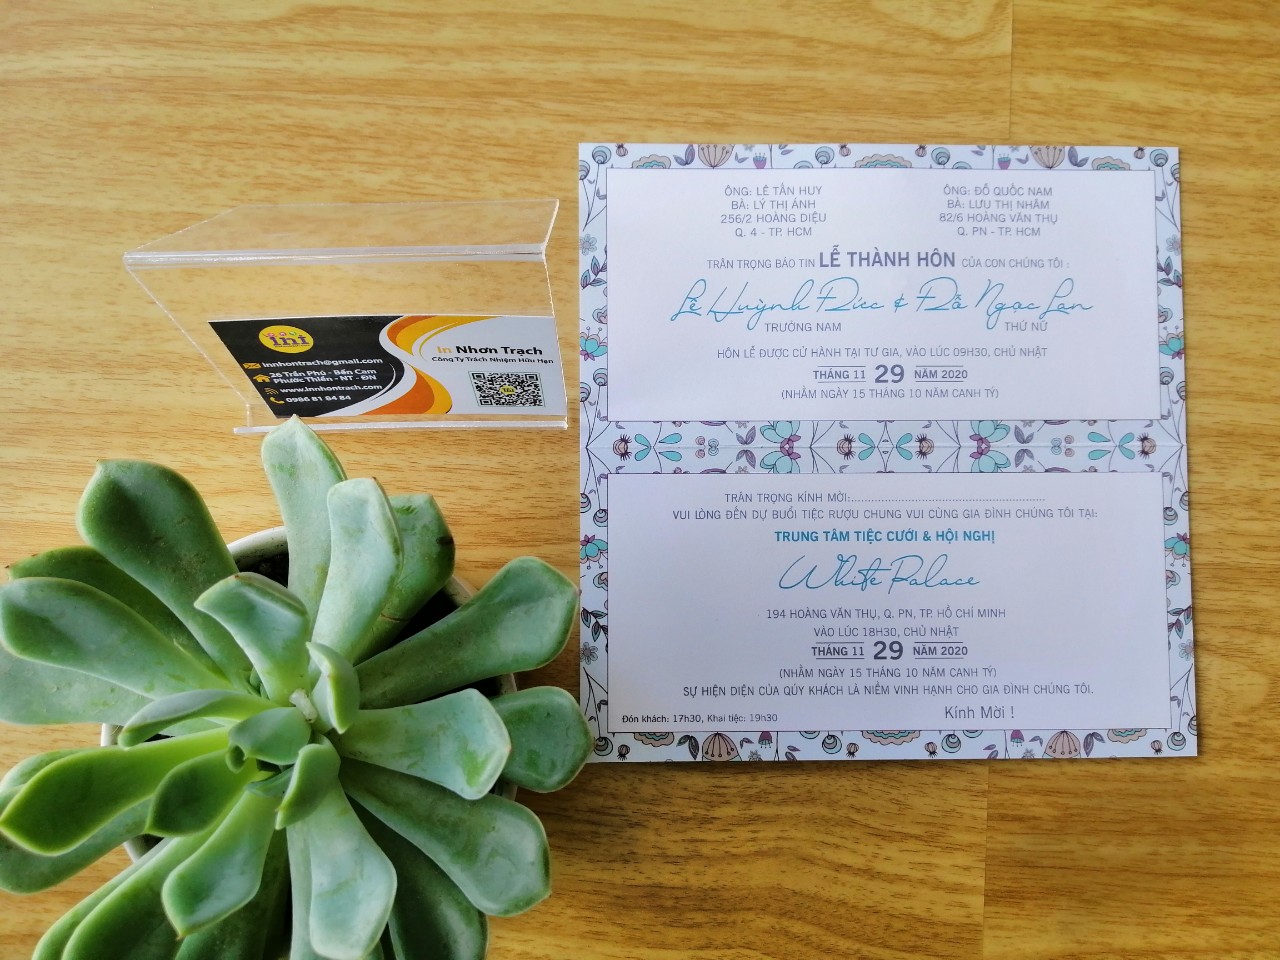 ini
innhontrach@gmail.com
26 Trần Phú - Bến Cam
Phước Thiền - NT - ĐN
www.innhontrach.com
0986 81 84 84
In Nhơn Trạch
Công Ty Trách Nhiệm Hữu Hạn
ÔNG: LÊ TẤN HUY
BÀ: LÝ THỊ ÁNH
256/2 HOÀNG DIỆU
Q. 4 - TP. HCM
ÔNG: ĐỖ QUỐC NAM
BÀ: LƯU THỊ NHÂM
82/6 HOÀNG VĂN THỤ
Q. PN - TP. HCM
TRÂN TRỌNG BÁO TIN LỄ THÀNH HÔN CỦA CON CHÚNG TÔI :
Lê Huỳnh Đức & Đỗ Ngọc Lan
TRƯỞNG NAM THỨ NỮ
HÔN LỄ ĐƯỢC CỬ HÀNH TẠI TƯ GIA, VÀO LÚC 09H30, CHỦ NHẬT
THÁNG 11 29 NĂM 2020
(NHẰM NGÀY 15 THÁNG 10 NĂM CANH TÝ)
TRÂN TRỌNG KÍNH MỜI:..........................................................
VUI LÒNG ĐẾN DỰ BUỔI TIỆC RƯỢU CHUNG VUI CÙNG GIA ĐÌNH CHÚNG TÔI TẠI:
TRUNG TÂM TIỆC CƯỚI & HỘI NGHỊ
White Palace
194 HOÀNG VĂN THỤ, Q. PN, TP. HỒ CHÍ MINH
VÀO LÚC 18H30, CHỦ NHẬT
THÁNG 11 29 NĂM 2020
(NHẰM NGÀY 15 THÁNG 10 NĂM CANH TÝ)
SỰ HIỆN DIỆN CỦA QÚY KHÁCH LÀ NIỀM VINH HẠNH CHO GIA ĐÌNH CHÚNG TÔI.
Kính Mời !
Đón khách: 17h30, Khai tiệc: 19h30